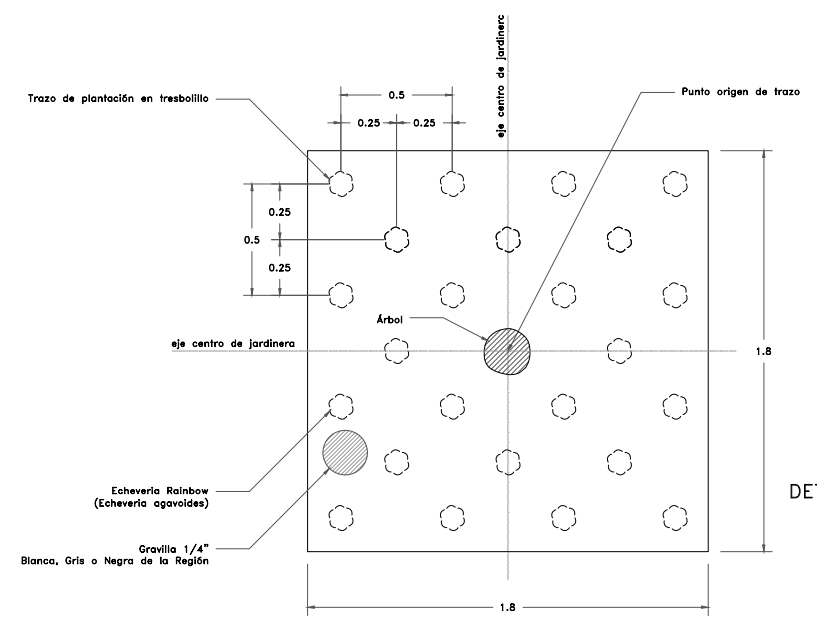 eje centro de jardinerc
0.5
Trazo de plantación en tresbolillo
Punto origen de trazo
0.25
0.25
0.25
0.5
0.25
Árbol
eje centro de jardinera
1.8
Echeveria Rainbow
(Echeveria agavoides)
DE
Gravilla 1/4"
Blanca, Gris o Negra de la Región
1.8